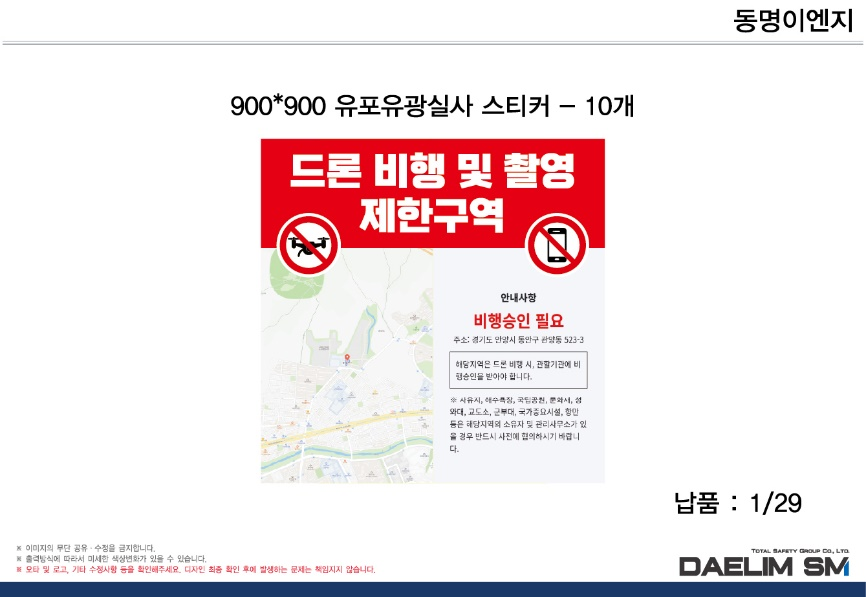 동명이엔지
900*900 유포유광실사 스티커 - 10개
드론 비행 및 촬영
제한구역
안내사항
비행승인 필요
주소: 경기도 안양시 동안구 관양동 523-3
해당지역은 드론 비행 시, 관할기관에 비
행승인을 받아야 합니다.
※ 사유지, 해수욕장, 국립공원, 문화재, 청
와대, 교도소, 군부대, 국가중요시설, 항만
등은 해당지역의 소유자 및 관리사무소가 있
을 경우 반드시 사전에 협의하시기 바랍니
다.
납품 : 1/29
※ 이미지의 무단 공유 · 수정을 금지합니다.
※ 출력방식에 따라서 미세한 색상변화가 있을 수 있습니다.
※ 오타 및 로고, 기타 수정사항 등을 확인해주세요. 디자인 최종 확인 후에 발생하는 문제는 책임지지 않습니다.
TOTAL SAFETY GROUP CO., LTD.
DAELIM SM